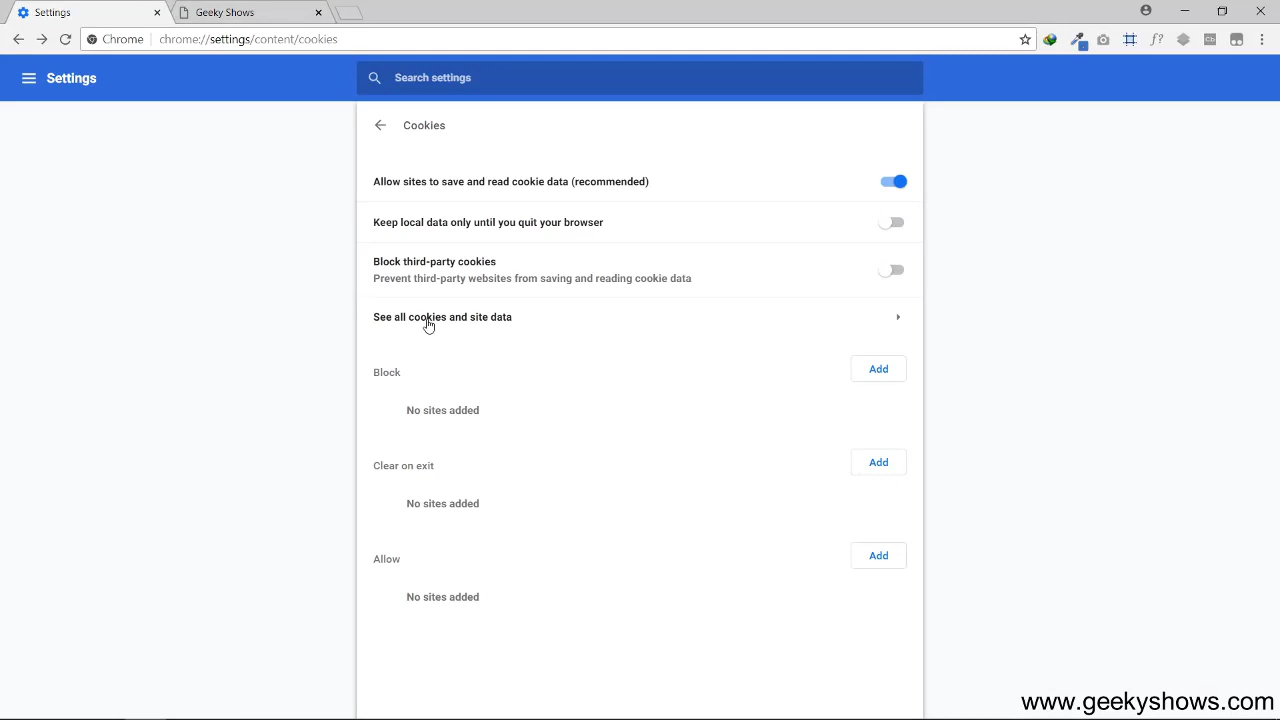 Settings
Geeky Shows
Chrome
chrome://settings/content/cookies
f?
Cb
Settings
Search settings
Cookies
Allow sites to save and read cookie data (recommended)
Keep local data only until you quit your browser
Block third-party cookies
Prevent third-party websites from saving and reading cookie data
See all cookies and site data
Block
Add
No sites added
Clear on exit
Add
No sites added
Allow
Add
No sites added
www.geekyshows.com